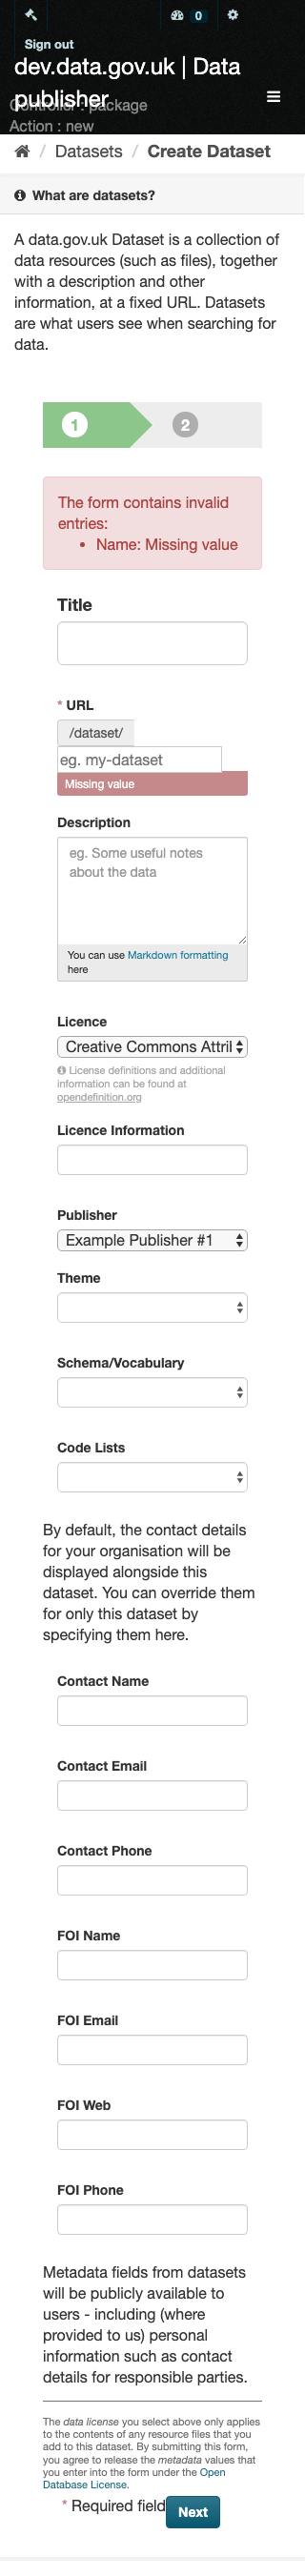 0
Sign out
dev.data.gov.uk | Data
publisher
Controller : package
Action : new
/ Datasets / Create Dataset
What are datasets?
A data.gov.uk Dataset is a collection of
data resources (such as files), together
with a description and other
information, at a fixed URL. Datasets
are what users see when searching for
data.
1 2
The form contains invalid
entries:
• Name: Missing value
Title
* URL
/dataset/
eg. my-dataset
Missing value
Description
eg. Some useful notes
about the data
You can use Markdown formatting
here
Licence
Creative Commons Attril
License definitions and additional
information can be found at
opendefinition.org
Licence Information
Publisher
Example Publisher #1
Theme
Schema/Vocabulary
Code Lists
By default, the contact details
for your organisation will be
displayed alongside this
dataset. You can override them
for only this dataset by
specifying them here.
Contact Name
Contact Email
Contact Phone
FOI Name
FOI Email
FOI Web
FOI Phone
Metadata fields from datasets
will be publicly available to
users - including (where
provided to us) personal
information such as contact
details for responsible parties.
The data license you select above only applies
to the contents of any resource files that you
add to this dataset. By submitting this form,
you agree to release the metadata values that
you enter into the form under the Open
Database License.
* Required field Next